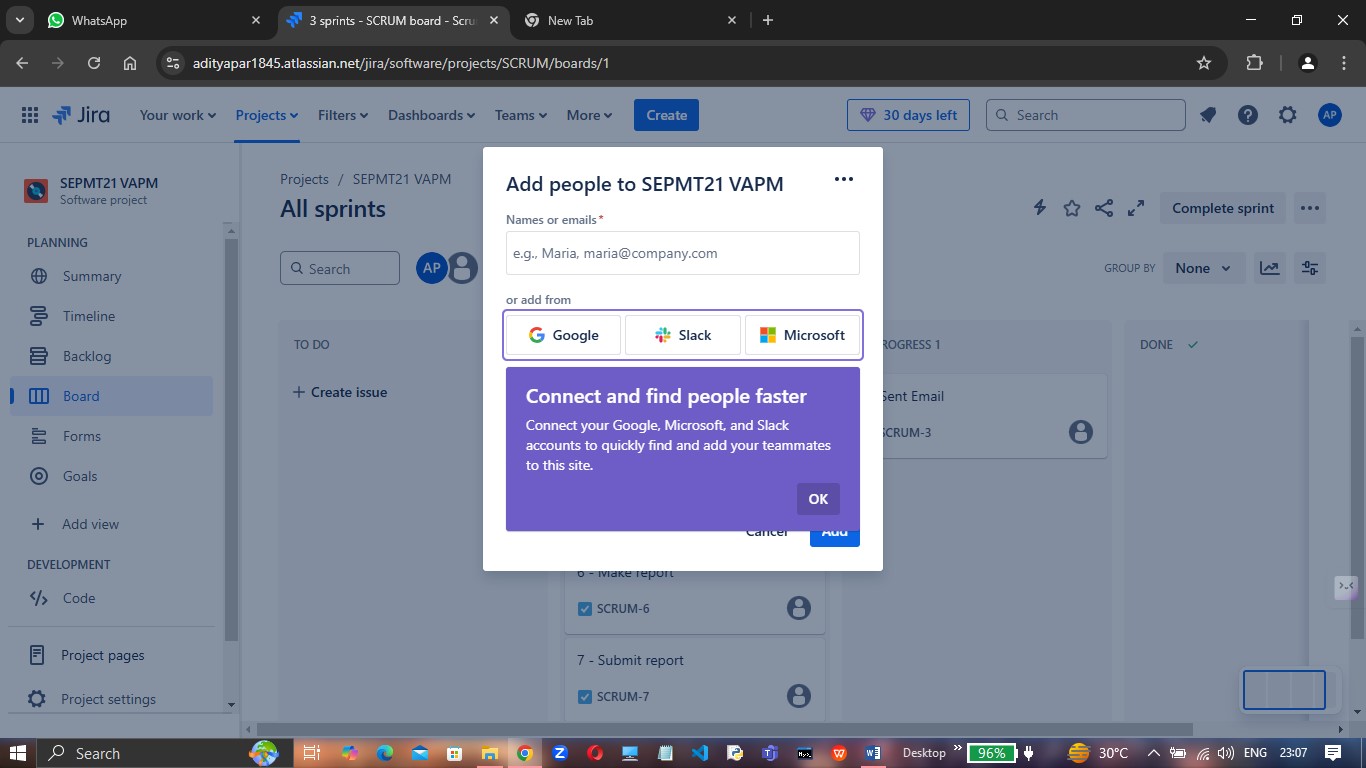 WhatsApp
3 sprints - SCRUM board - Scru
New Tab
adityapar1845.atlassian.net/jira/software/projects/SCRUM/boards/1
Jira
Your work
Projects
Filters
Dashboards
Teams
More
Create
30 days left
Search
AP
SEPMT21 VAPM
Software project
PLANNING
Summary
Timeline
Backlog
Board
Forms
Goals
Add view
DEVELOPMENT
Code
Project pages
Project settings
Projects / SEPMT21 VAPM
All sprints
Complete sprint
Search
AP
GROUP BY
None
TO DO
Create issue
Add people to SEPMT21 VAPM
Names or emails*
e.g., Maria, maria@company.com
or add from
Google
Slack
Microsoft
Connect and find people faster
Connect your Google, Microsoft, and Slack
accounts to quickly find and add your teammates
to this site.
OK
Cancel
Add
6 - Make report
SCRUM-6
7 - Submit report
SCRUM-7
ROGRESS 1
Sent Email
SCRUM-3
DONE
Search
Desktop
96%
30°C
ENG
23:07